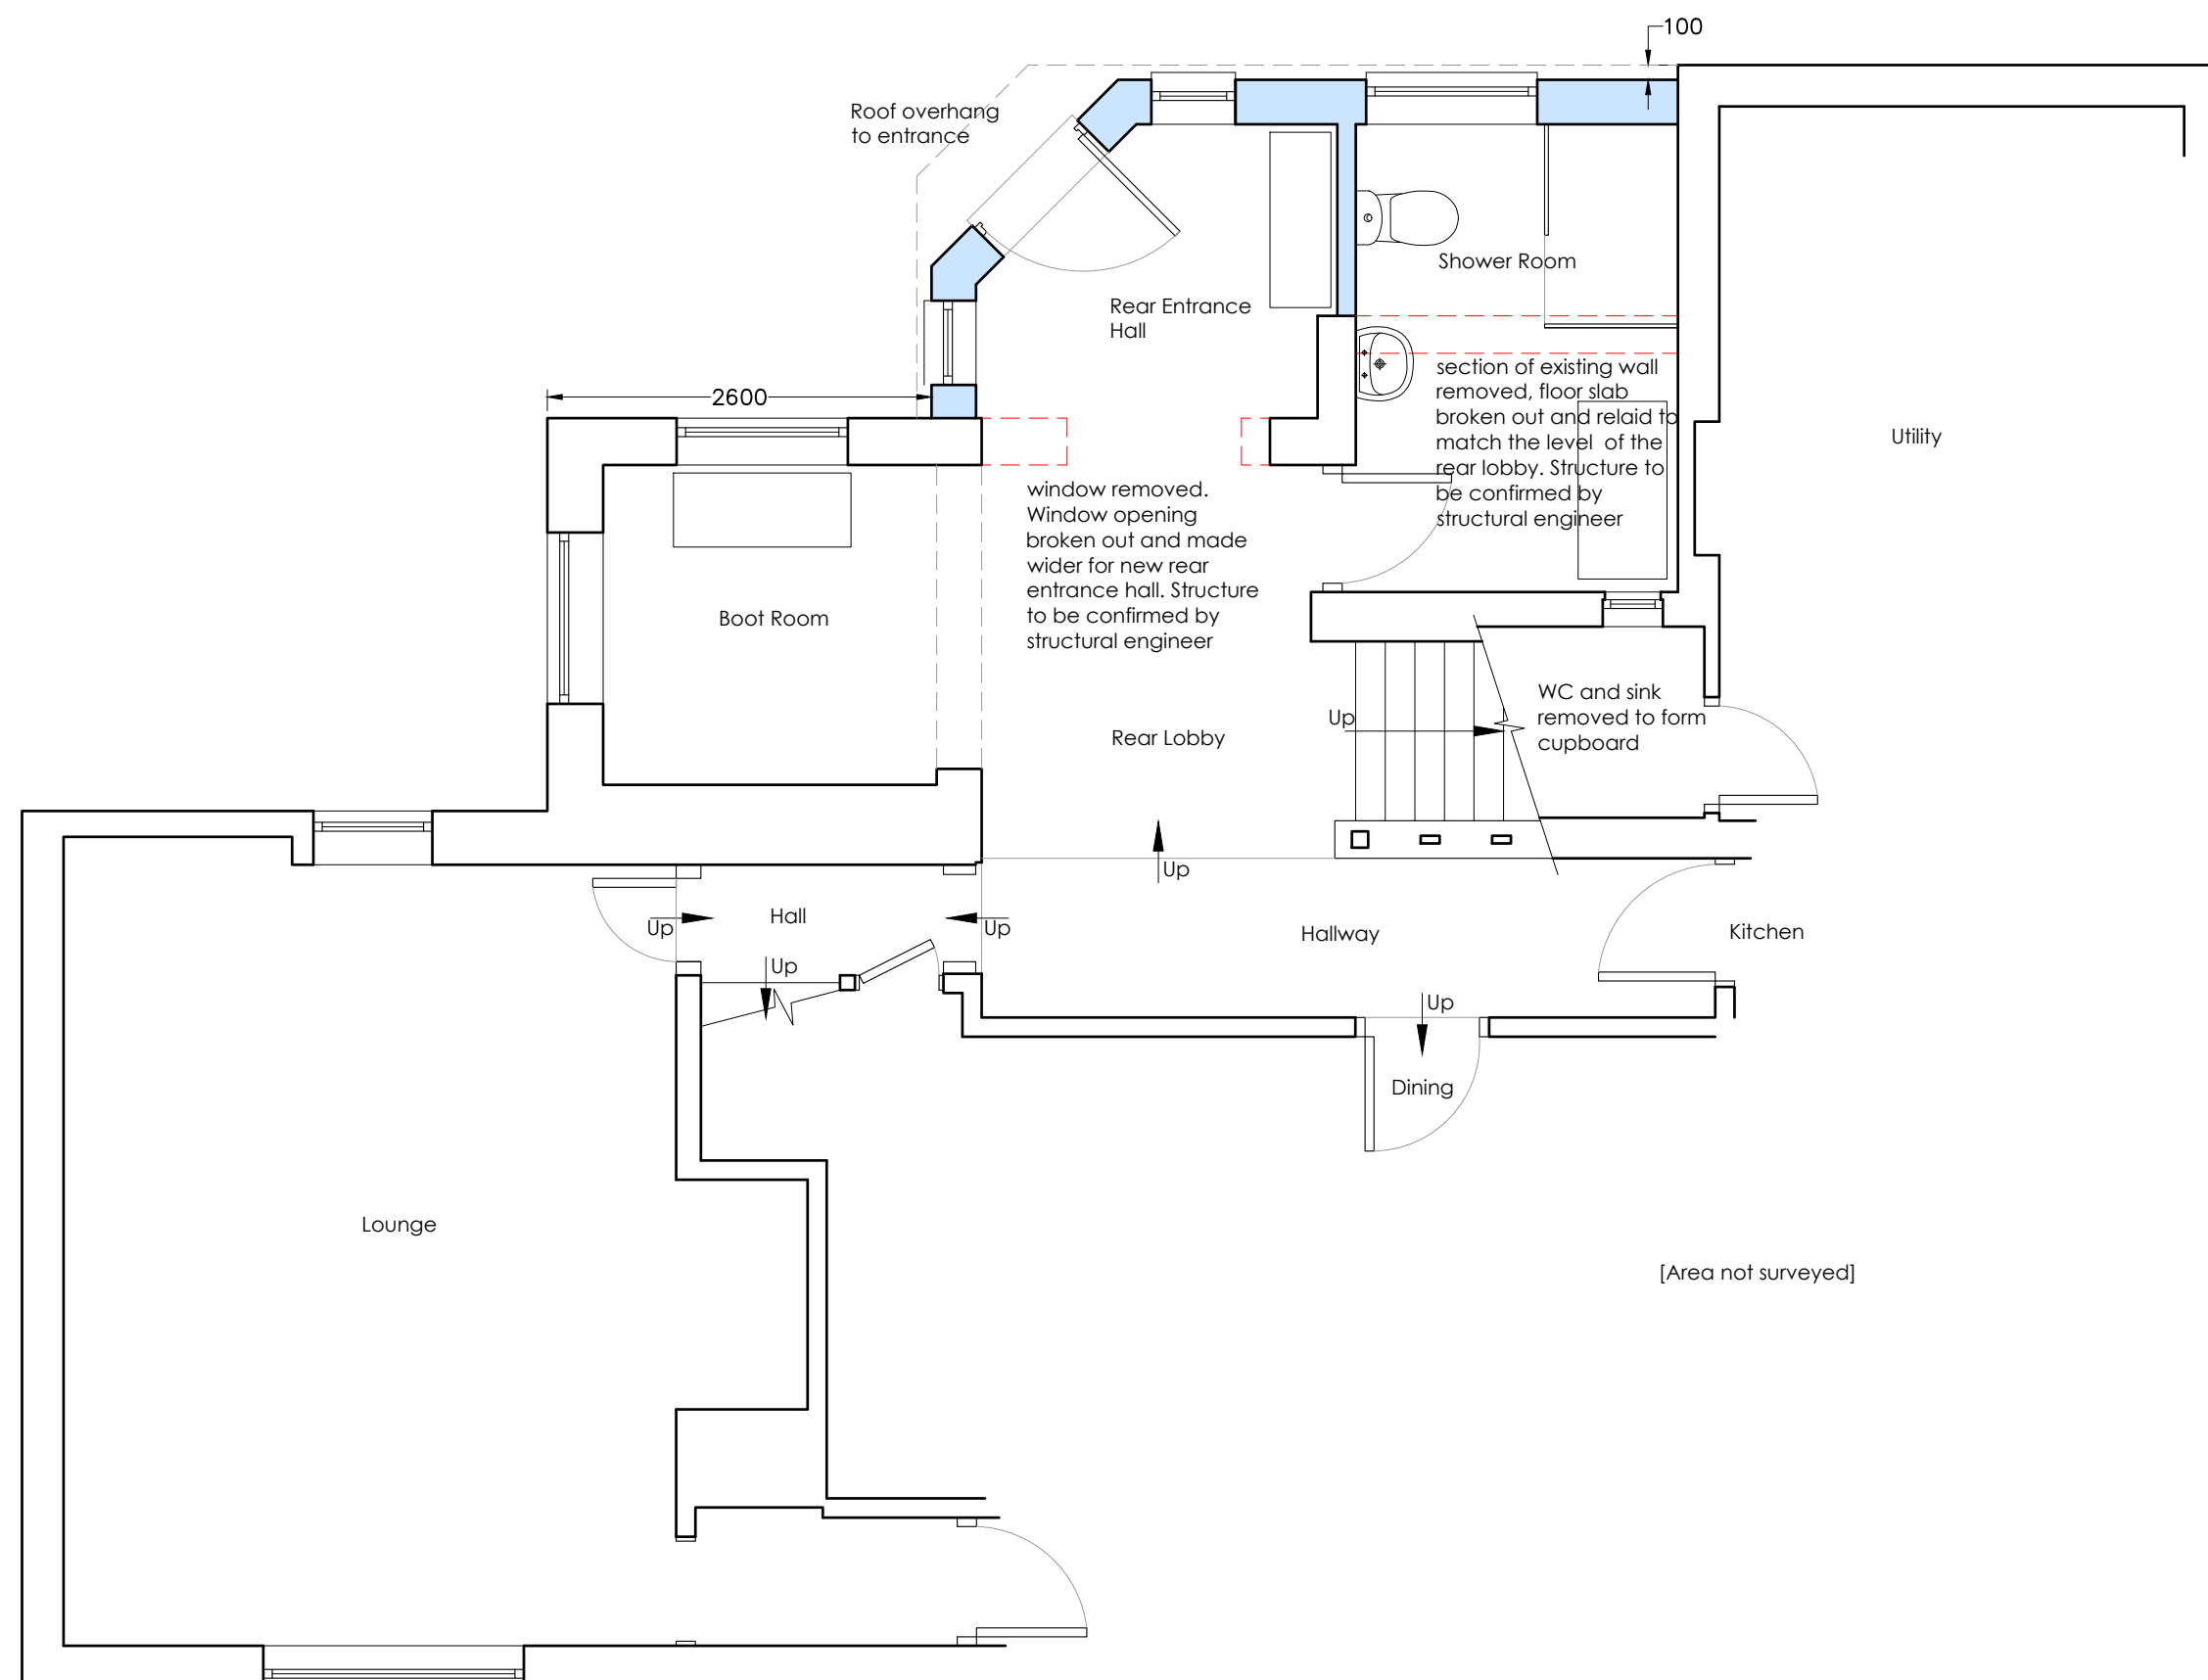 100
Roof overhang
to entrance
Shower Room
Rear Entrance
Hall
2600
section of existing wall
removed, floor slab
broken out and relaid to
match the level of the
rear lobby. Structure to
be confirmed by
structural engineer
Utility
window removed.
Window opening
broken out and made
wider for new rear
entrance hall. Structure
to be confirmed by
structural engineer
Boot Room
WC and sink
removed to form
cupboard
Up
Rear Lobby
Up
Hall
Up
Up
Hallway
Kitchen
Up
Up
Dining
Lounge
[Area not surveyed]